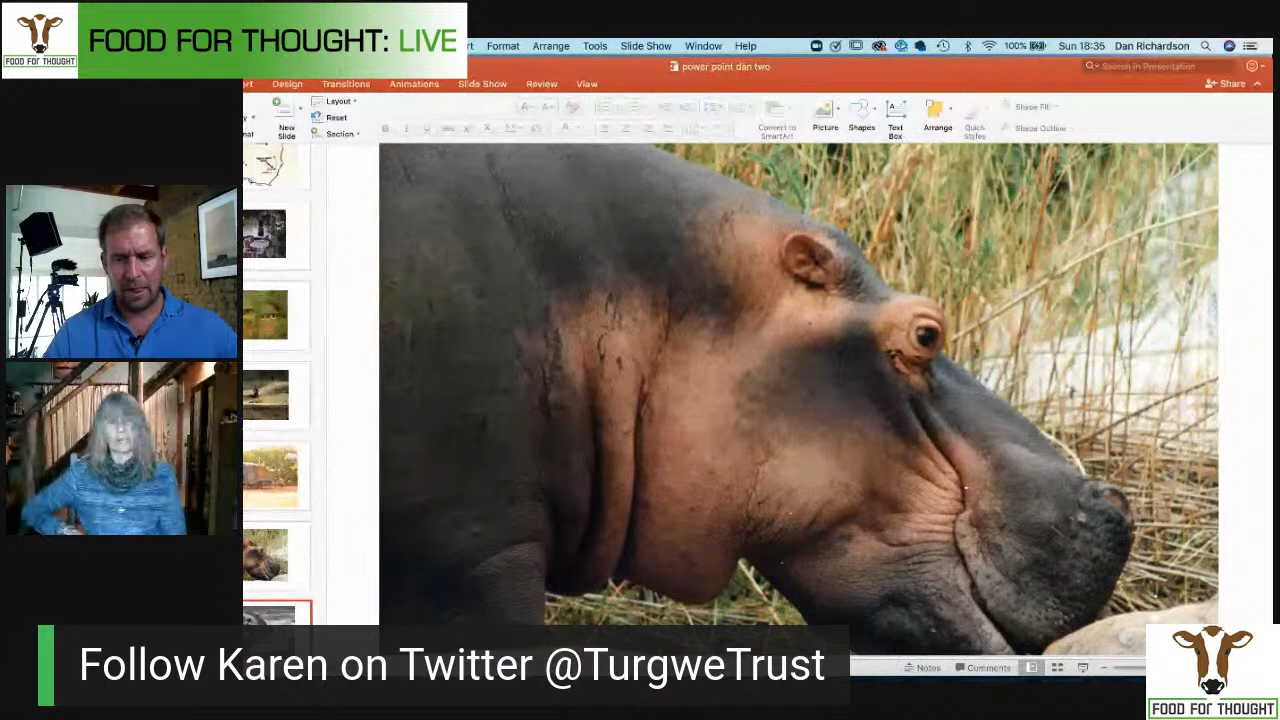 FOOD FOR THOUGHT
FOOD FOR THOUGHT: LIVE
Format Arrange Tools Slide Show Window Help
100% Sun 18:35 Dan Richardson
power point dan two
Search in Presentation
Design Transitions Animations Slide Show Review View
Share
New
Slide
Layout
Reset
Section
Convert to
SmartArt
Picture
Shapes
Text
Box
Arrange
Quick
Styles
Shape Fill
Shape Outline
Follow Karen on Twitter @TurgweTrust
Notes Comments
FOOD FOR THOUGHT